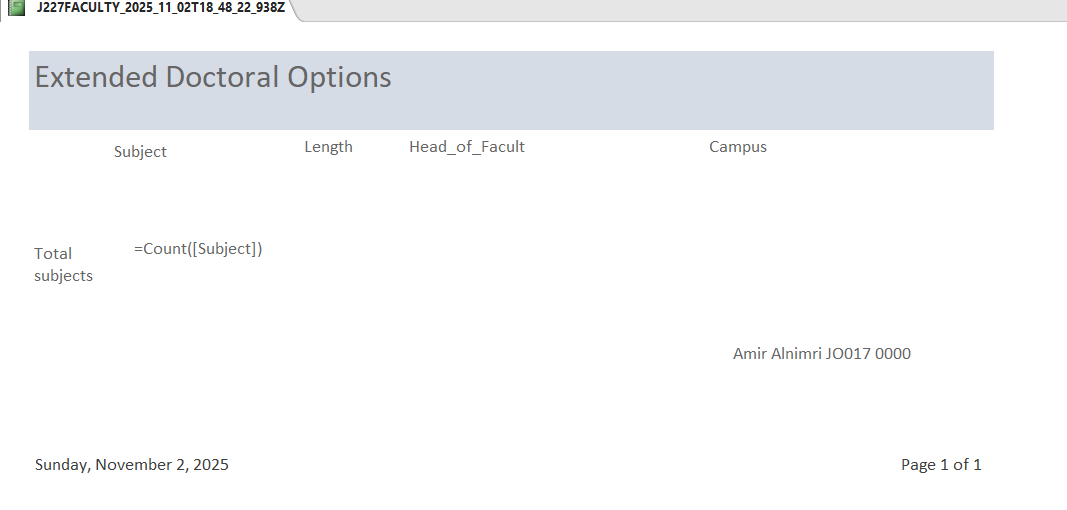 J227FACULTY_2025_11_02T18_48_22_938Z
Extended Doctoral Options
Subject Length Head_of_Facult Campus
Total =Count([Subject])
subjects
Amir Alnimri JO017 0000
Sunday, November 2, 2025 Page 1 of 1